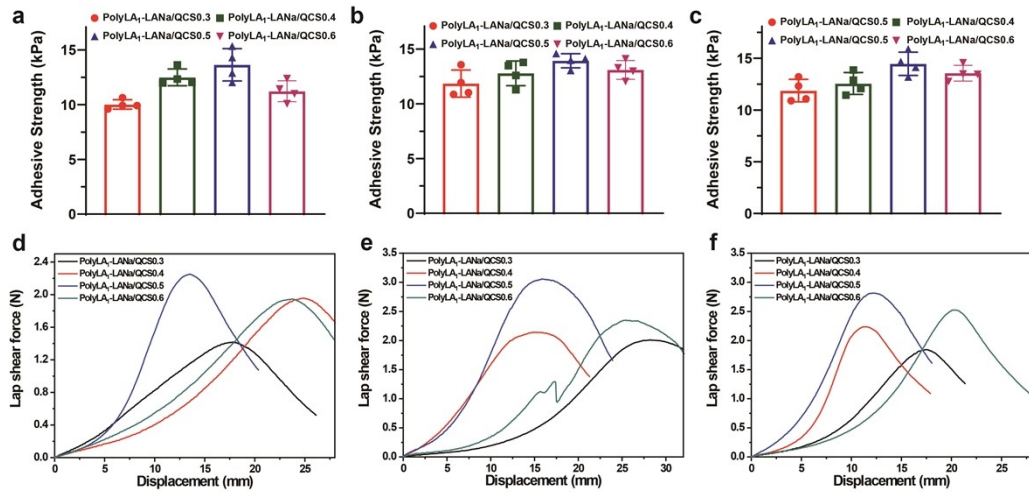 a
PolyLA₁-LANa/QCS0.3 PolyLA₁-LANa/QCS0.4
PolyLA₁-LANa/QCS0.5 PolyLA₁-LANa/QCS0.6
Adhesive Strength (kPa)
15
10
5
0
b
PolyLA₁-LANa/QCS0.3 PolyLA₁-LANa/QCS0.4
PolyLA₁-LANa/QCS0.5 PolyLA₁-LANa/QCS0.6
Adhesive Strength (kPa)
15
10
5
0
c
PolyLA₁-LANa/QCS0.5 PolyLA₁-LANa/QCS0.4
PolyLA₁-LANa/QCS0.5 PolyLA₁-LANa/QCS0.6
Adhesive Strength (kPa)
15
10
5
0
d
PolyLA₁-LANa/QCS0.3
PolyLA₁-LANa/QCS0.4
PolyLA₁-LANa/QCS0.5
PolyLA₁-LANa/QCS0.6
Lap shear force (N)
2.4
2.0
1.6
1.2
0.8
0.4
0.0
0 5 10 15 20 25
Displacement (mm)
e
PolyLA₁-LANa/QCS0.3
PolyLA₁-LANa/QCS0.4
PolyLA₁-LANa/QCS0.5
PolyLA₁-LANa/QCS0.6
Lap shear force (N)
3.5
3.0
2.5
2.0
1.5
1.0
0.5
0.0
0 5 10 15 20 25 30
Displacement (mm)
f
PolyLA₁-LANa/QCS0.3
PolyLA₁-LANa/QCS0.4
PolyLA₁-LANa/QCS0.5
PolyLA₁-LANa/QCS0.6
Lap shear force (N)
3.5
3.0
2.5
2.0
1.5
1.0
0.5
0.0
0 5 10 15 20 25
Displacement (mm)